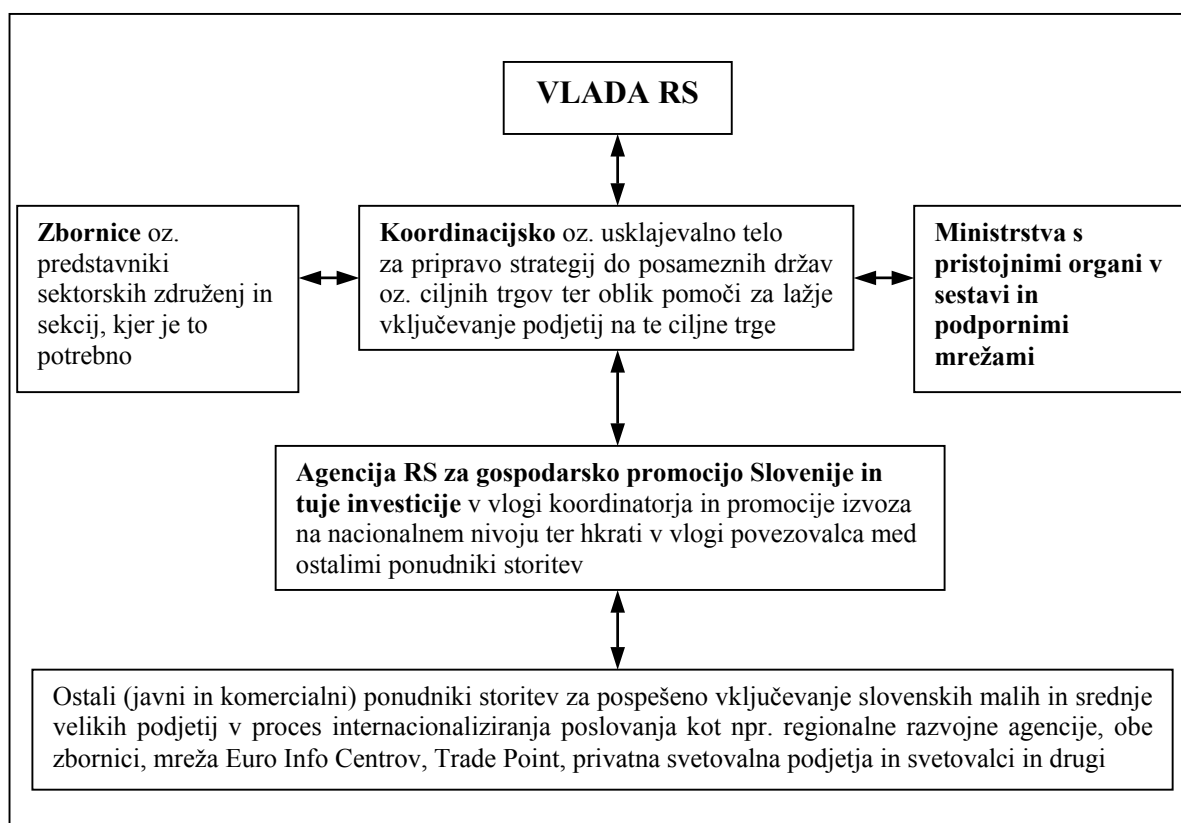 VLADA RS
Zbornice oz.
predstavniki
sektorskih združenj in
sekcij, kjer je to
potrebno
Koordinacijsko oz. usklajevalno telo
za pripravo strategij do posameznih držav
oz. ciljnih trgov ter oblik pomoči za lažje
vključevanje podjetij na te ciljne trge
Ministrstva s
pristojnimi organi v
sestavi in
podpornimi
mrežami
Agencija RS za gospodarsko promocijo Slovenije in
tuje investicije v vlogi koordinatorja in promocije izvoza
na nacionalnem nivoju ter hkrati v vlogi povezovalca med
ostalimi ponudniki storitev
Ostali (javni in komercialni) ponudniki storitev za pospešeno vključevanje slovenskih malih in srednje
velikih podjetij v proces internacionaliziranja poslovanja kot npr. regionalne razvojne agencije, obe
zbornici, mreža Euro Info Centrov, Trade Point, privatna svetovalna podjetja in svetovalci in drugi